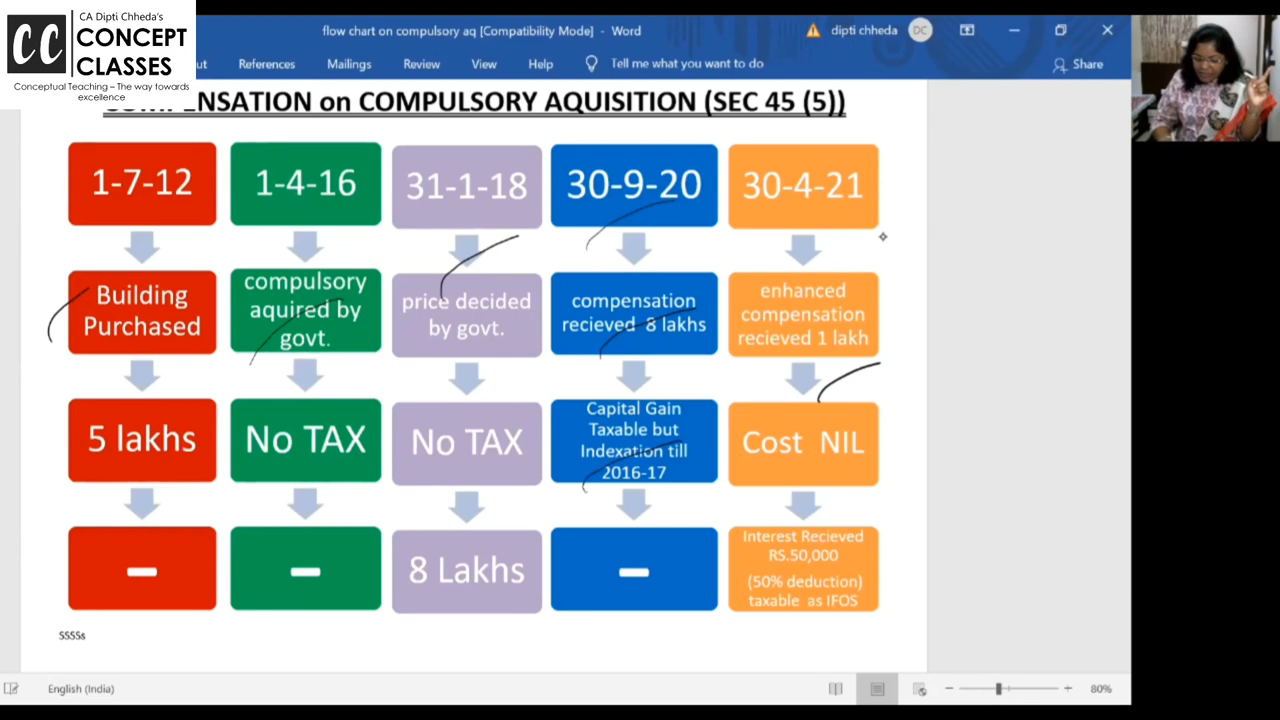 CA Dipti Chheda's
CC CONCEPT
CLASSES
Conceptual Teaching – The way towards
excellence
flow chart on compulsory aq [Compatibility Mode] - Word
dipti chheda
DC
References
Mailings
Review
View
Help
Tell me what you want to do
Share
COMPENSATION on COMPULSORY AQUISITION (SEC 45 (5))
1-7-12
1-4-16
31-1-18
30-9-20
30-4-21
Building
Purchased
compulsory
aquired by
govt.
price decided
by govt.
compensation
recieved 8 lakhs
enhanced
compensation
recieved 1 lakh
5 lakhs
No TAX
No TAX
Capital Gain
Taxable but
Indexation till
2016-17
Cost NIL
-
-
8 Lakhs
-
Interest Recieved
RS.50,000
(50% deduction)
taxable as IFOS
SSSSs
English (India)
80%